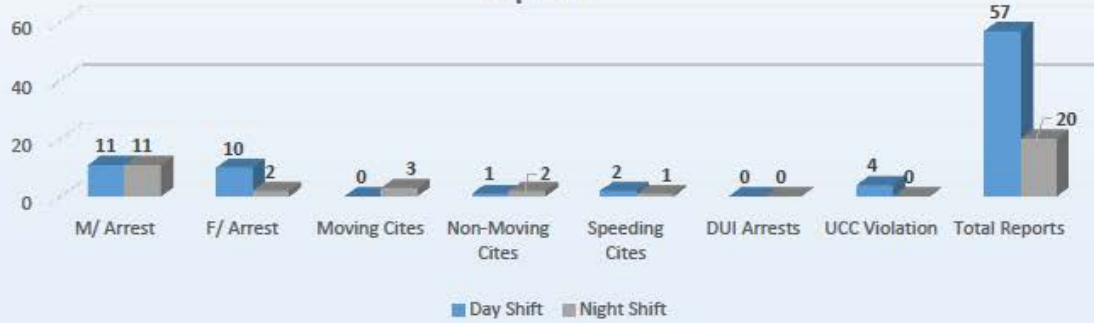 60
40
20
0
11 11 10 2 0 3 1 2 2 1 0 0 4 0 57 20
M/ Arrest F/ Arrest Moving Cites Non-Moving Cites Speeding Cites DUI Arrests UCC Violation Total Reports
Day Shift Night Shift